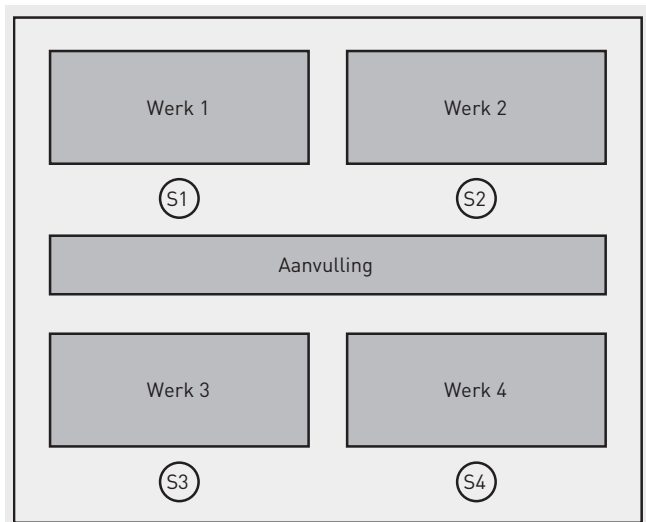 Werk 1
Werk 2
S1
S2
Aanvulling
Werk 3
Werk 4
S3
S4